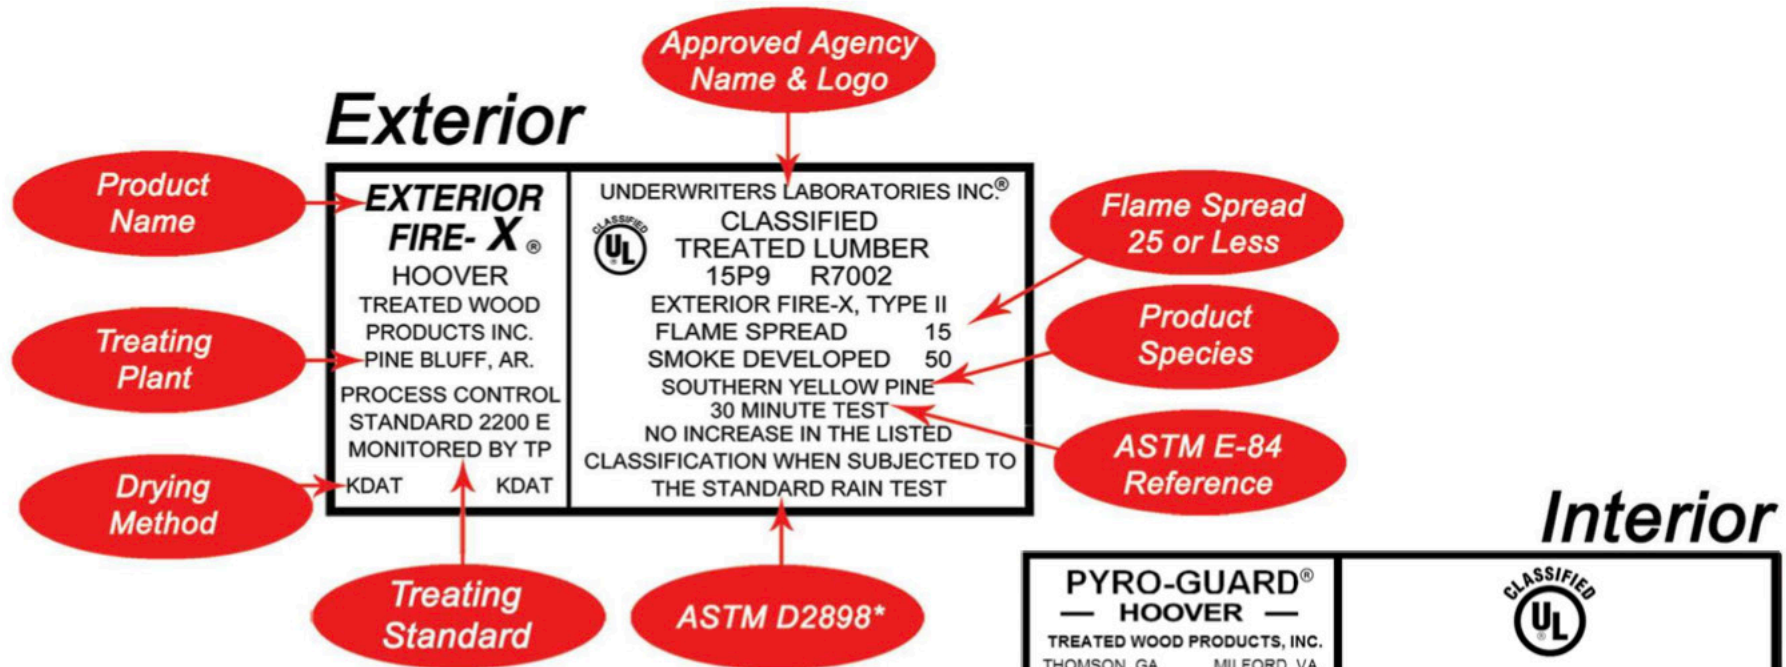 Approved Agency
Name & Logo
Exterior
Product
Name
EXTERIOR
FIRE- X ®
HOOVER
TREATED WOOD
PRODUCTS INC.
PINE BLUFF, AR.
PROCESS CONTROL
STANDARD 2200 E
MONITORED BY TP
KDAT KDAT
UNDERWRITERS LABORATORIES INC.®
CLASSIFIED
UL
®
CLASSIFIED
TREATED LUMBER
15P9 R7002
EXTERIOR FIRE-X, TYPE II
FLAME SPREAD 15
SMOKE DEVELOPED 50
SOUTHERN YELLOW PINE
30 MINUTE TEST
NO INCREASE IN THE LISTED
CLASSIFICATION WHEN SUBJECTED TO
THE STANDARD RAIN TEST
Flame Spread
25 or Less
Product
Species
Treating
Plant
ASTM E-84
Reference
Drying
Method
Treating
Standard
ASTM D2898*
Interior
PYRO-GUARD®
HOOVER
TREATED WOOD PRODUCTS, INC.
THOMSON, GA MILFORD, VA
CLASSIFIED
UL
®